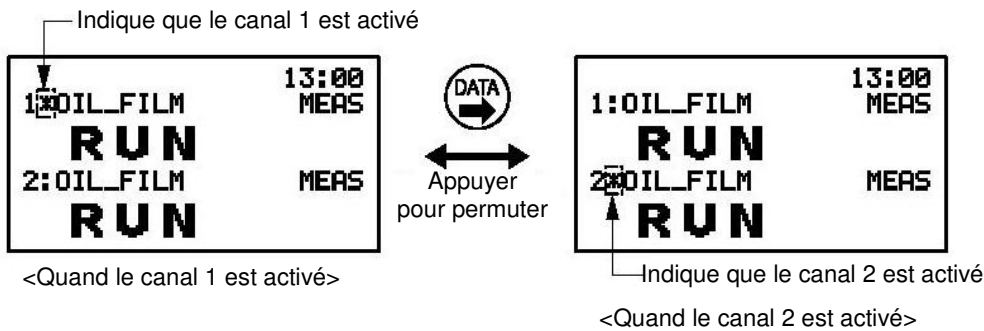 Indique que le canal 1 est activé
13:00
1*OIL_FILM MEAS
RUN
2:OIL_FILM MEAS
RUN
<Quand le canal 1 est activé>
DATA
Appuyer
pour permuter
13:00
1:OIL_FILM MEAS
RUN
2*OIL_FILM MEAS
RUN
Indique que le canal 2 est activé
<Quand le canal 2 est activé>